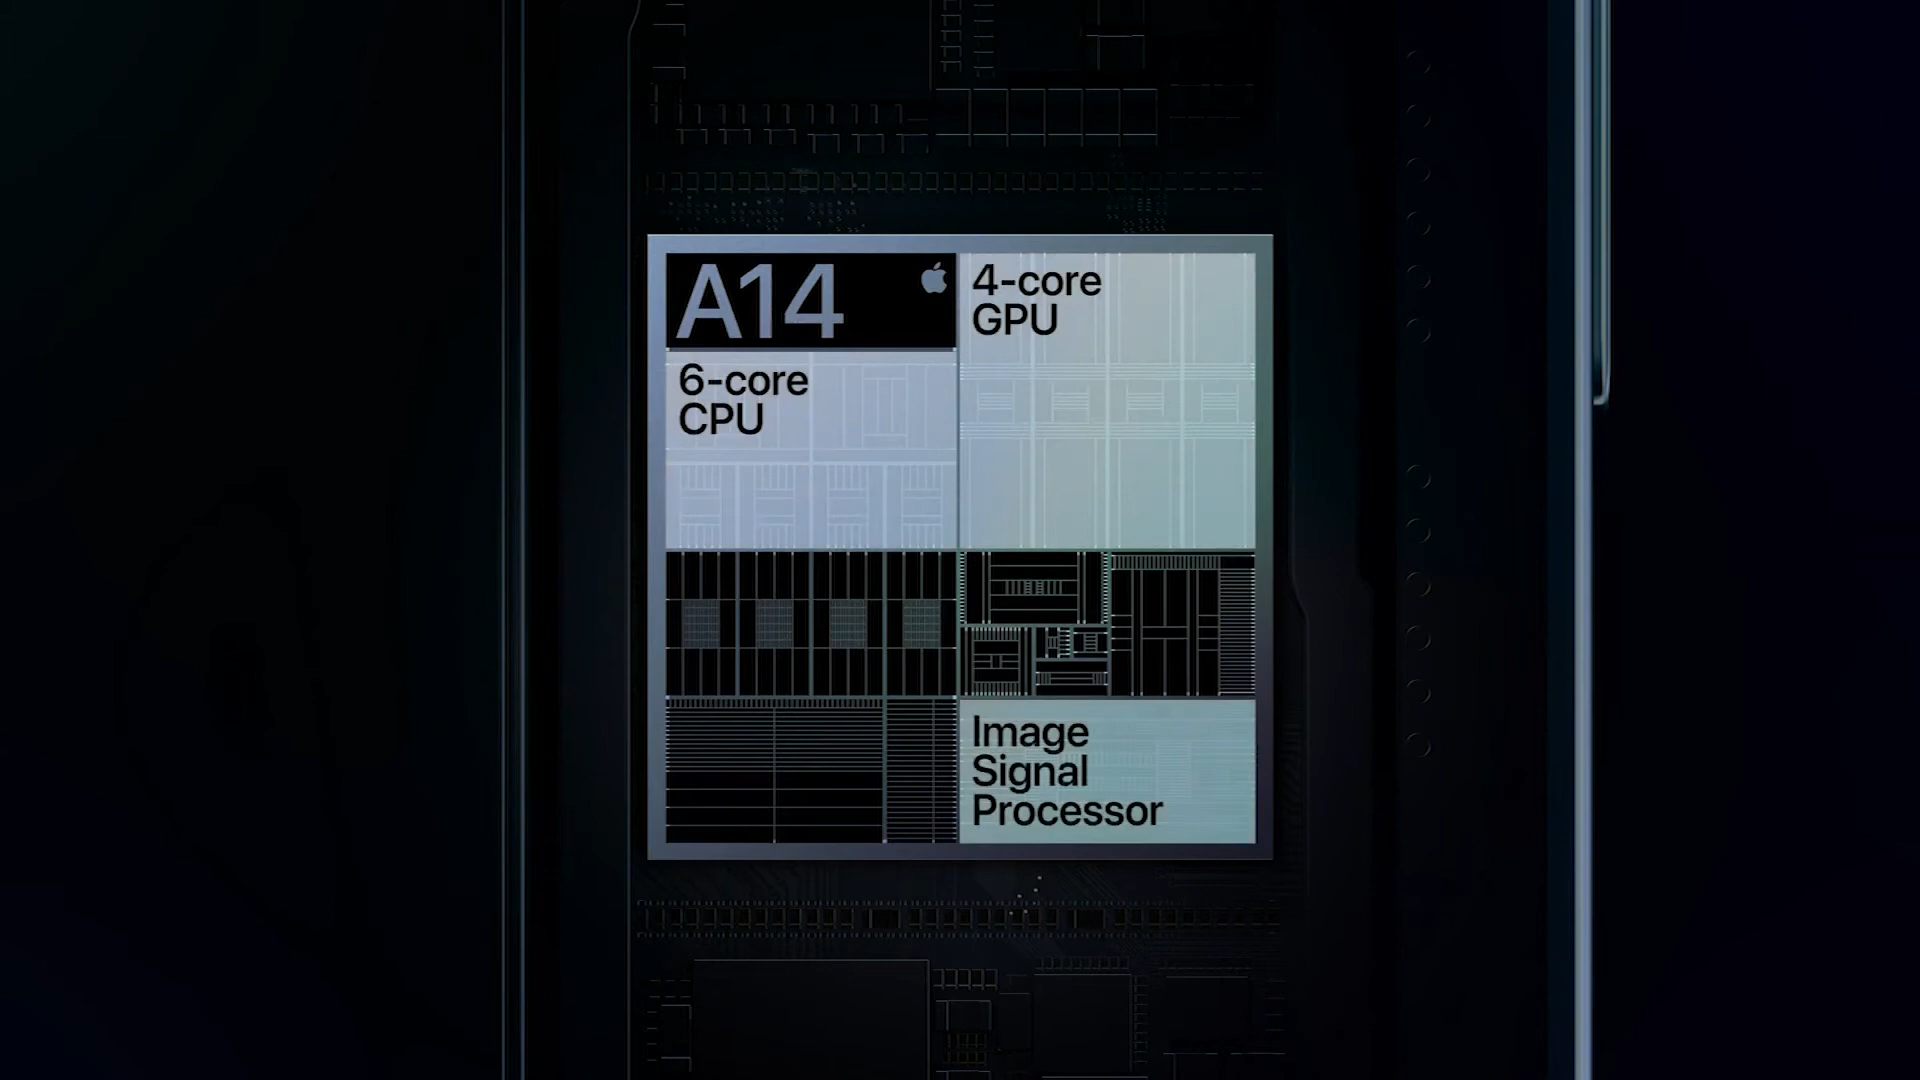 A14
4-core
GPU
6-core
CPU
Image
Signal
Processor